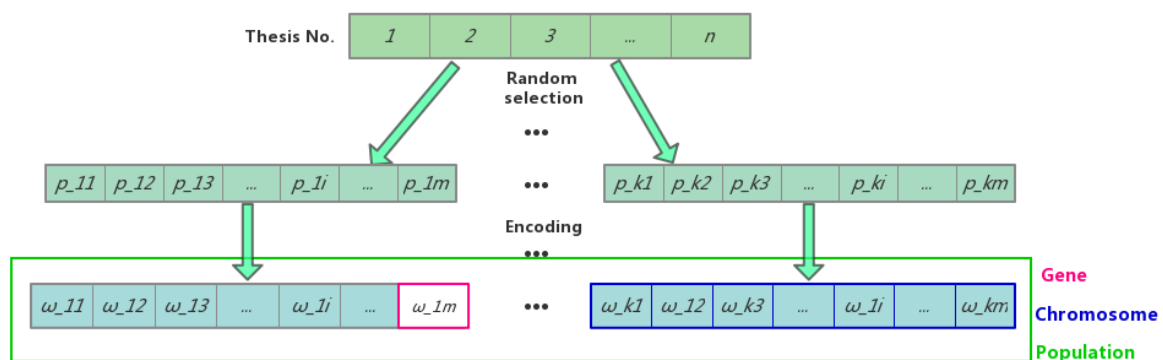 Thesis No. 1 2 3 ... n
Random
selection
•••
p_11 p_12 p_13 ... p_1i ... p_1m ••• p_k1 p_k2 p_k3 ... p_ki ... p_km
Encoding
•••
Gene
ω_11 ω_12 ω_13 ... ω_1i ... ω_1m ••• ω_k1 ω_12 ω_k3 ... ω_1i ... ω_km
Chromosome
Population